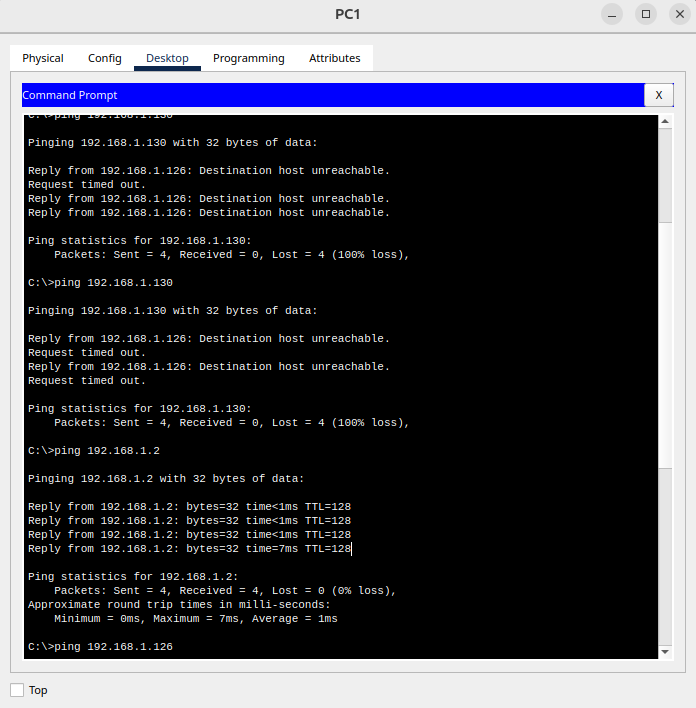 PC1
Physical Config Desktop Programming Attributes
Command Prompt X
C:\>ping 192.168.1.130
Pinging 192.168.1.130 with 32 bytes of data:
Reply from 192.168.1.126: Destination host unreachable.
Request timed out.
Reply from 192.168.1.126: Destination host unreachable.
Reply from 192.168.1.126: Destination host unreachable.
Ping statistics for 192.168.1.130:
    Packets: Sent = 4, Received = 0, Lost = 4 (100% loss),
C:\>ping 192.168.1.130
Pinging 192.168.1.130 with 32 bytes of data:
Reply from 192.168.1.126: Destination host unreachable.
Request timed out.
Reply from 192.168.1.126: Destination host unreachable.
Request timed out.
Ping statistics for 192.168.1.130:
    Packets: Sent = 4, Received = 0, Lost = 4 (100% loss),
C:\>ping 192.168.1.2
Pinging 192.168.1.2 with 32 bytes of data:
Reply from 192.168.1.2: bytes=32 time<1ms TTL=128
Reply from 192.168.1.2: bytes=32 time<1ms TTL=128
Reply from 192.168.1.2: bytes=32 time<1ms TTL=128
Reply from 192.168.1.2: bytes=32 time=7ms TTL=128
Ping statistics for 192.168.1.2:
    Packets: Sent = 4, Received = 4, Lost = 0 (0% loss),
Approximate round trip times in milli-seconds:
    Minimum = 0ms, Maximum = 7ms, Average = 1ms
C:\>ping 192.168.1.126
Top